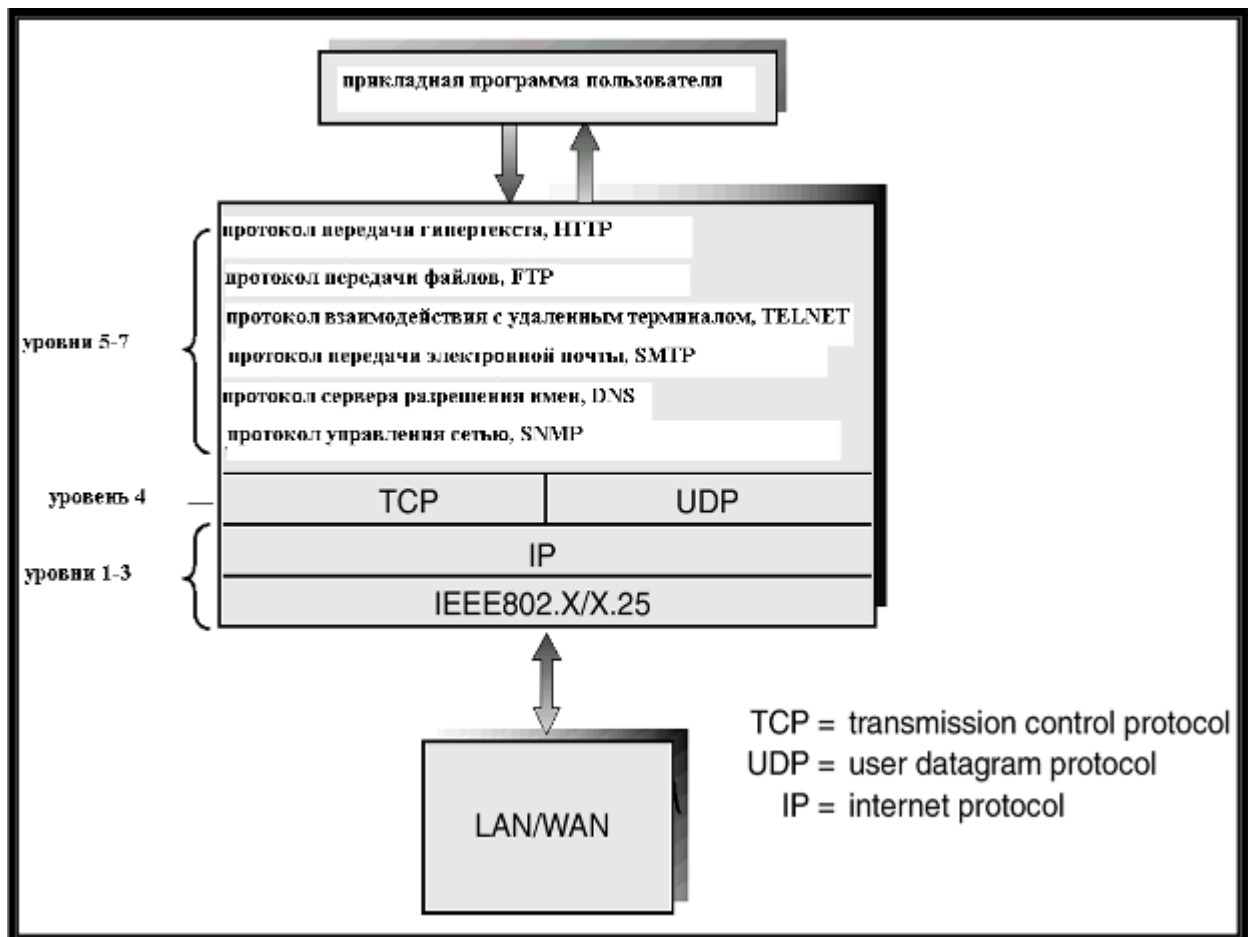 прикладная программа пользователя
протокол передачи гипертекста, HTTP
протокол передачи файлов, FTP
протокол взаимодействия с удаленным терминалом, TELNET
уровни 5-7
протокол передачи электронной почты, SMTP
протокол сервера разрешения имен, DNS
протокол управления сетью, SNMP
уровень 4
TCP
UDP
IP
уровни 1-3
IEEE802.X/X.25
LAN/WAN
TCP = transmission control protocol
UDP = user datagram protocol
IP = internet protocol